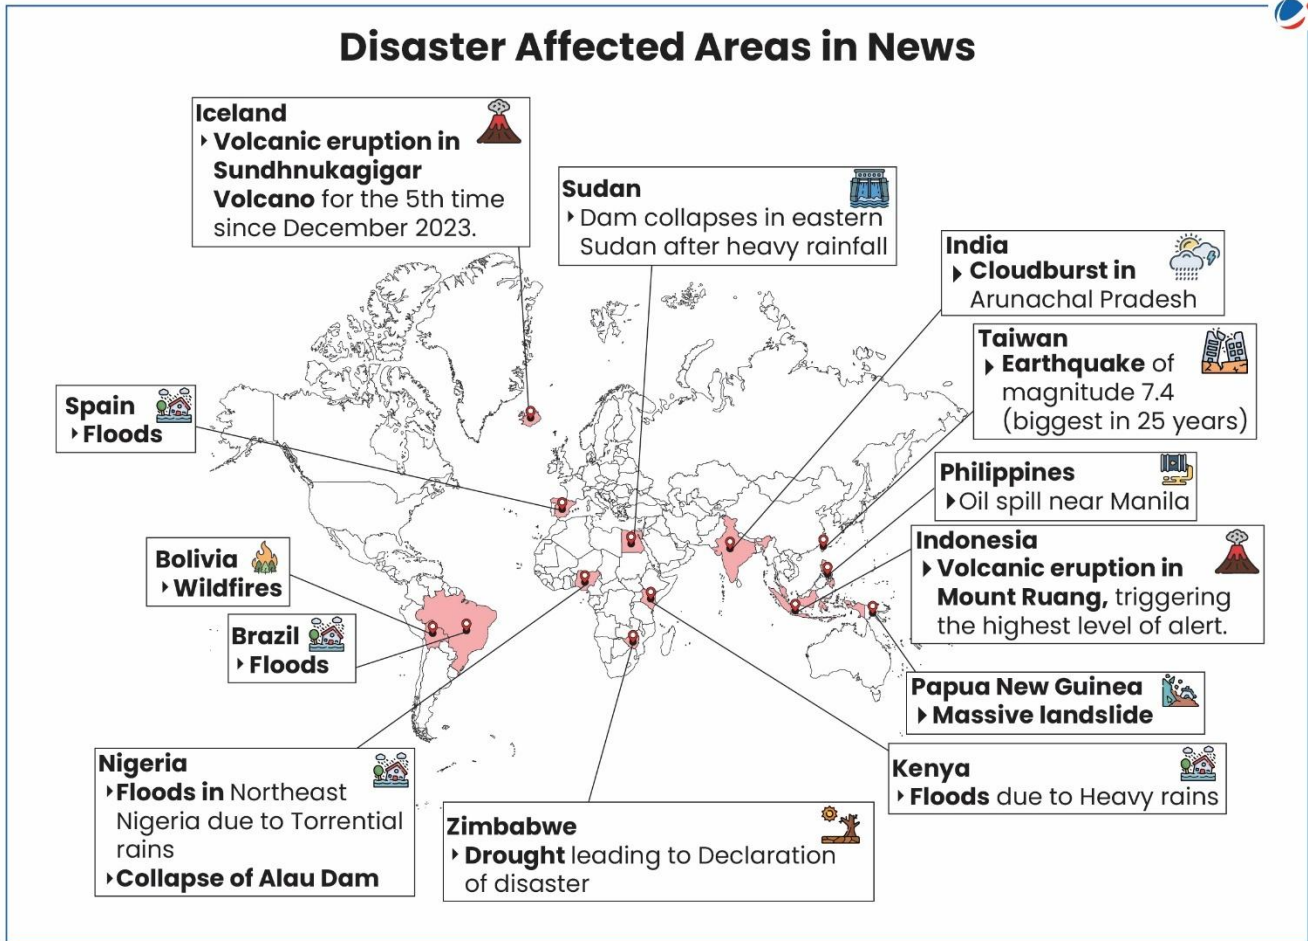 Disaster Affected Areas in News
Iceland
Volcanic eruption in
Sundhnukagigar
Volcano for the 5th time
since December 2023.
Sudan
Dam collapses in eastern
Sudan after heavy rainfall
India
Cloudburst in
Arunachal Pradesh
Taiwan
Earthquake of
magnitude 7.4
(biggest in 25 years)
Spain
Floods
Philippines
Oil spill near Manila
Indonesia
Volcanic eruption in
Mount Ruang, triggering
the highest level of alert.
Bolivia
Wildfires
Brazil
Floods
Papua New Guinea
Massive landslide
Kenya
Floods due to Heavy rains
Nigeria
Floods in Northeast
Nigeria due to Torrential
rains
Collapse of Alau Dam
Zimbabwe
Drought leading to Declaration
of disaster